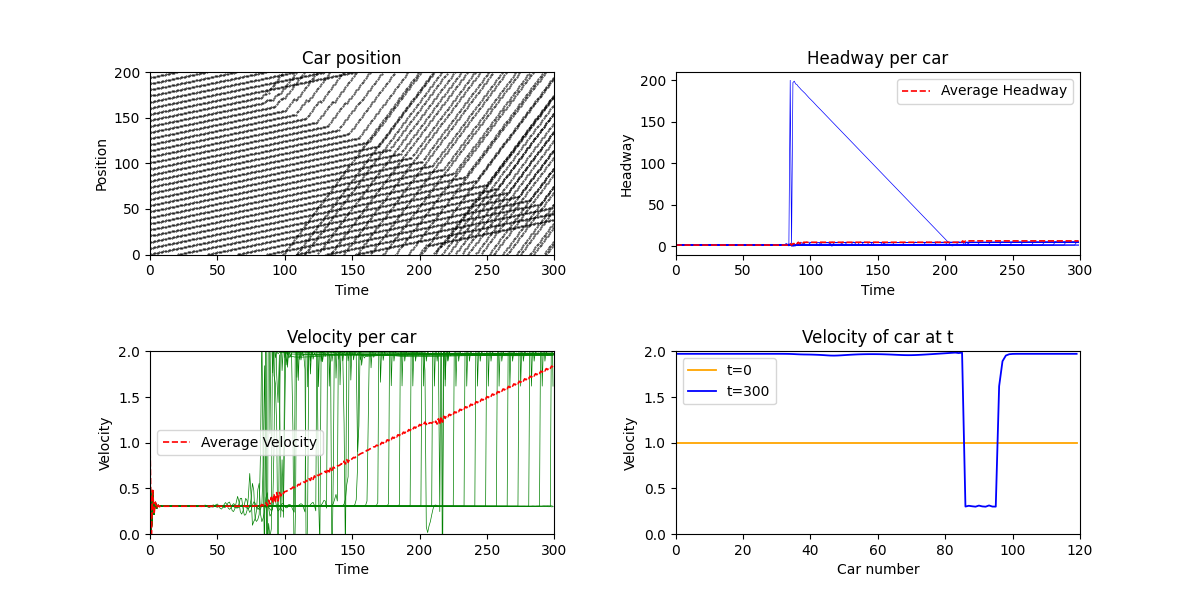 Car position
Position
200
150
100
50
0
0 50 100 150 200 250 300
Time
Headway per car
Headway
200
150
100
50
0
Average Headway
0 50 100 150 200 250 300
Time
Velocity per car
Velocity
2.0
1.5
1.0
0.5
0.0
Average Velocity
0 50 100 150 200 250 300
Time
Velocity of car at t
Velocity
2.0
1.5
1.0
0.5
0.0
t=0
t=300
0 20 40 60 80 100 120
Car number